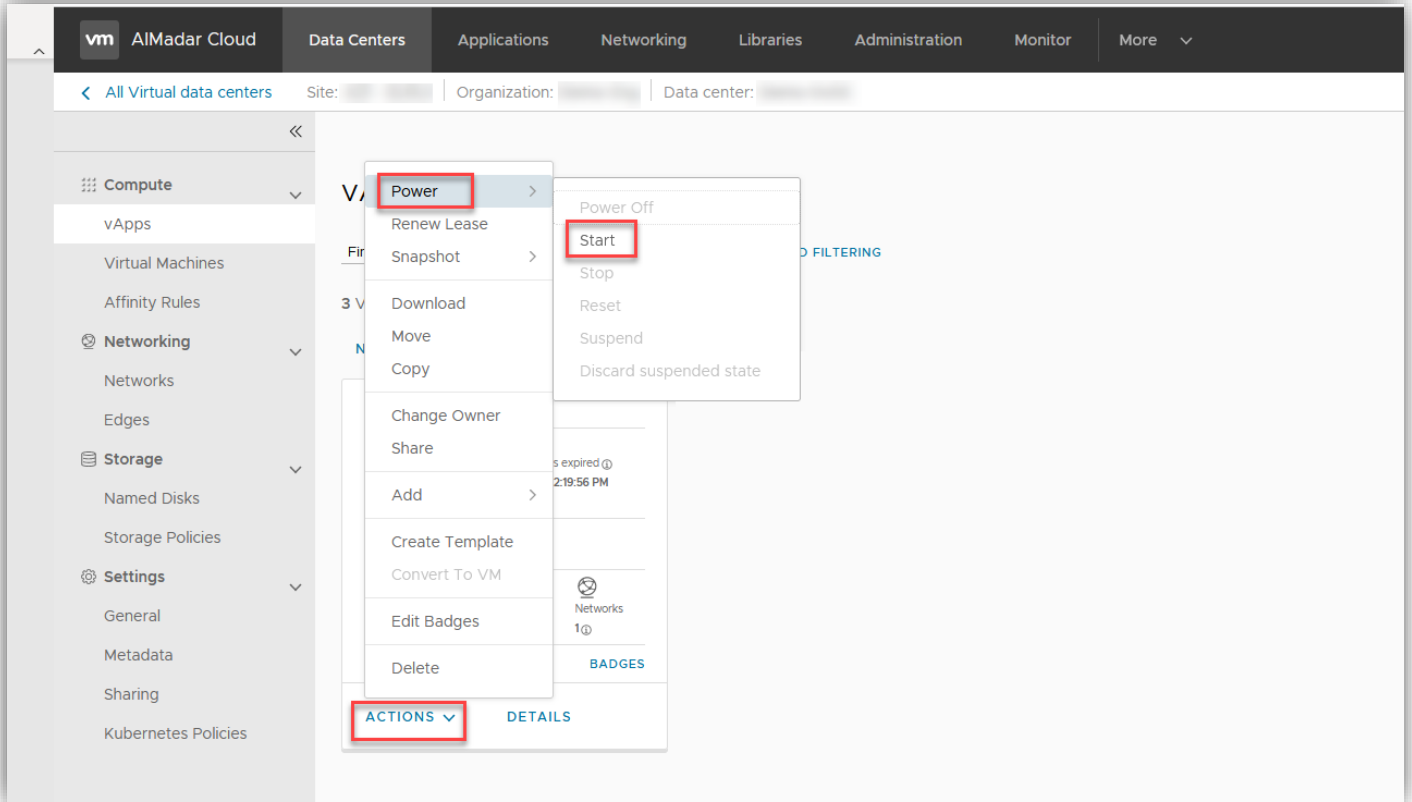 vm AlMadar Cloud Data Centers Applications Networking Libraries Administration Monitor More
All Virtual data centers Site: Organization: Data center:
Compute
vApps
Virtual Machines
Affinity Rules
Networking
Networks
Edges
Storage
Named Disks
Storage Policies
Settings
General
Metadata
Sharing
Kubernetes Policies
Power
Renew Lease
Snapshot
Download
Move
Copy
Change Owner
Share
Add
Create Template
Convert To VM
Edit Badges
Delete
Power Off
Start
Stop
Reset
Suspend
Discard suspended state
FILTERING
3
expired
2:19:56 PM
Networks
1
BADGES
ACTIONS DETAILS